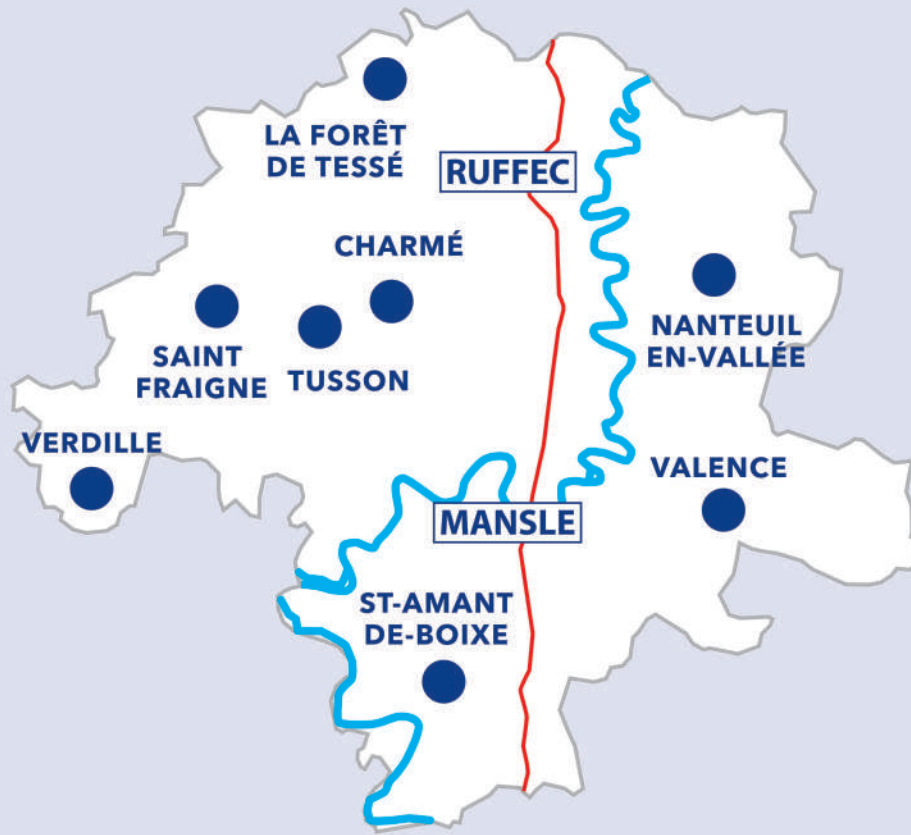 LA FORÊT
DE TESSÉ
RUFFEC
CHARMÉ
SAINT
FRAIGNE
TUSSON
NANTEUIL
EN-VALLÉE
VERDILLE
VALENCE
MANSLE
ST-AMANT
DE-BOIXE